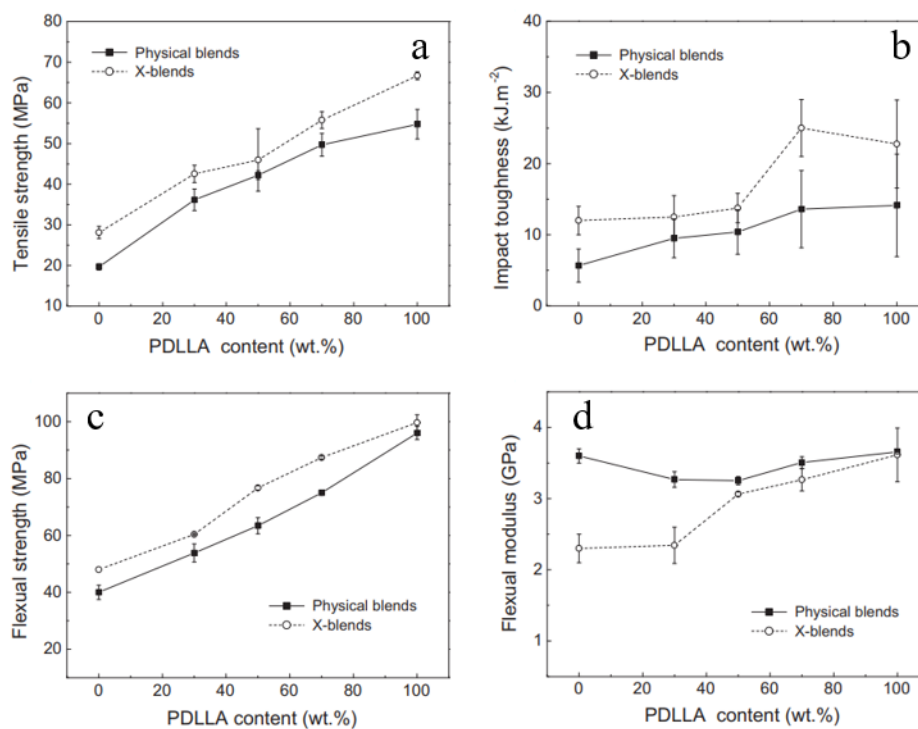 a
Physical blends
X-blends
Tensile strength (MPa)
80
70
60
50
40
30
20
10
0 20 40 60 80 100
PDLLA content (wt.%)
b
Physical blends
X-blends
Impact toughness (kJ.m-2)
40
30
20
10
0
0 20 40 60 80 100
PDLLA content (wt.%)
c
Flexual strength (MPa)
100
80
60
40
20
Physical blends
X-blends
0 20 40 60 80 100
PDLLA content (wt.%)
d
Flexual modulus (GPa)
4
3
2
1
Physical blends
X-blends
0 20 40 60 80 100
PDLLA content (wt.%)